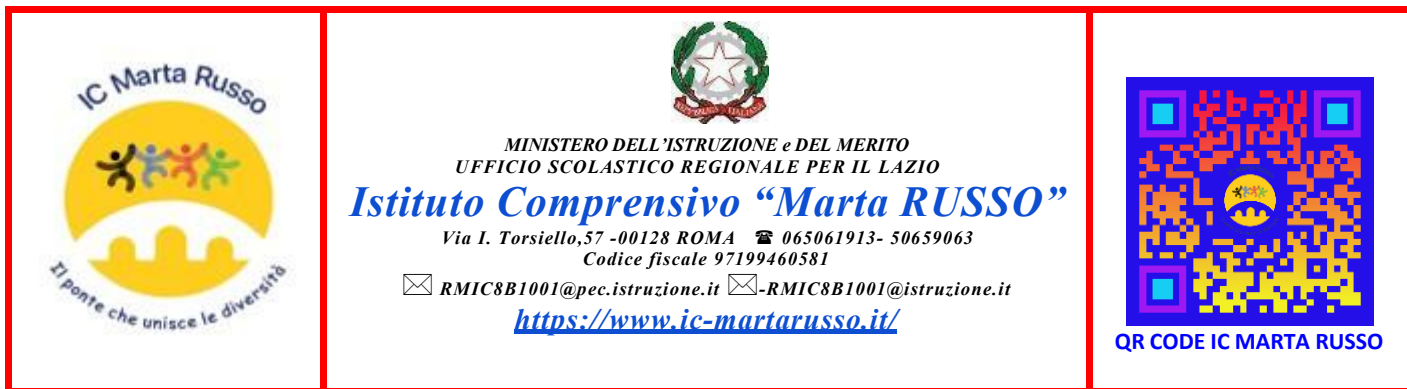 IC Marta Russo
Il ponte che unisce le diversità
REPVBBLICA ITALIANA
MINISTERO DELL'ISTRUZIONE e DEL MERITO
UFFICIO SCOLASTICO REGIONALE PER IL LAZIO
Istituto Comprensivo “Marta RUSSO”
Via I. Torsiello,57 -00128 ROMA ☎ 065061913- 50659063
Codice fiscale 97199460581
✉ RMIC8B1001@pec.istruzione.it ✉-RMIC8B1001@istruzione.it
https://www.ic-martarusso.it/
QR CODE IC MARTA RUSSO